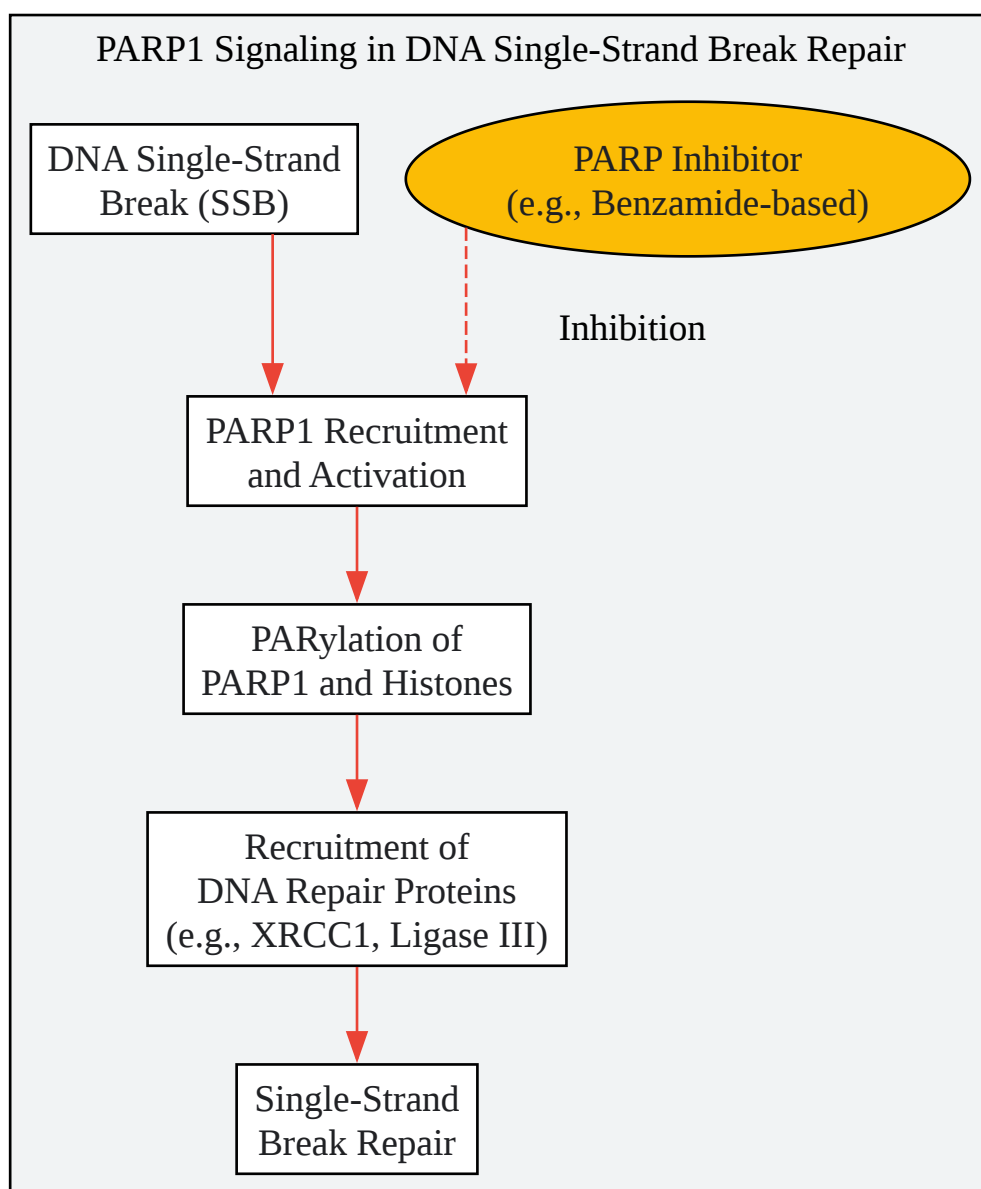 PARP1 Signaling in DNA Single-Strand Break Repair
DNA Single-Strand
Break (SSB)
PARP Inhibitor
(e.g., Benzamide-based)
Inhibition
PARP1 Recruitment
and Activation
PARylation of
PARP1 and Histones
Recruitment of
DNA Repair Proteins
(e.g., XRCC1, Ligase III)
Single-Strand
Break Repair